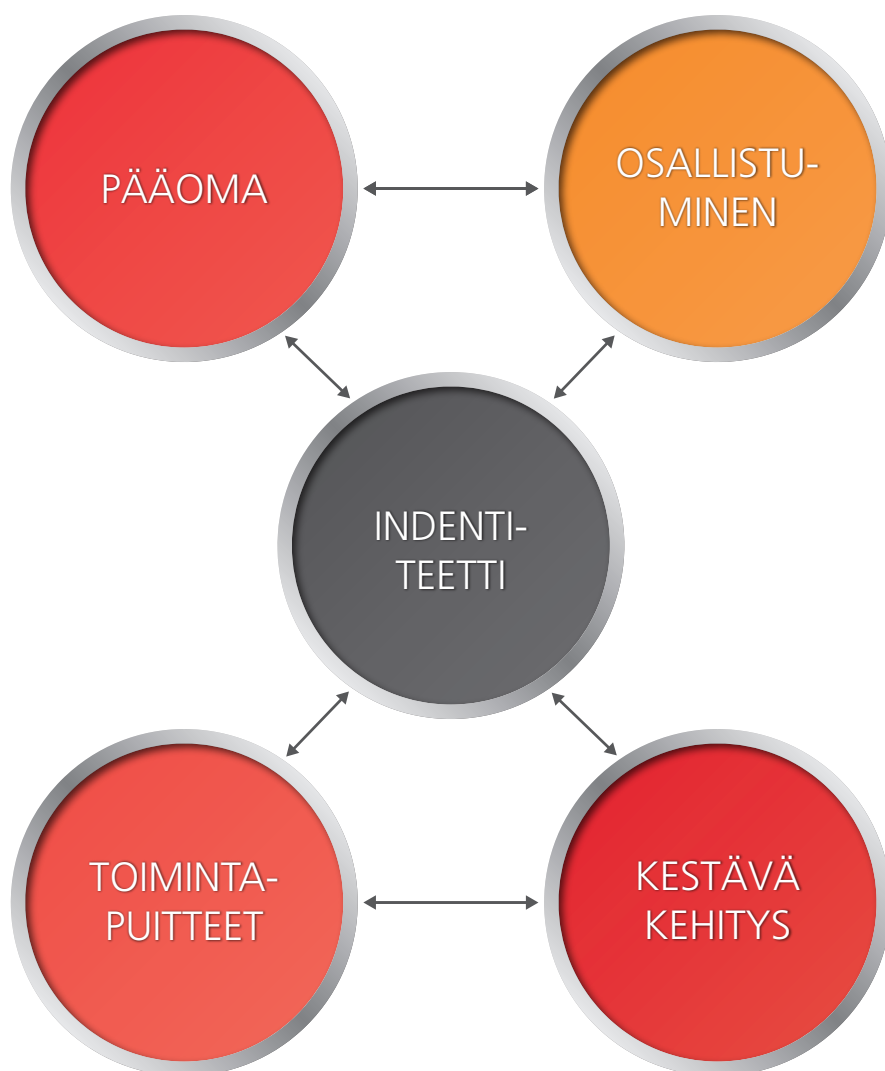 PÄÄOMA
OSALLISTU-
MINEN
INDENTI-
TEETTI
TOIMINTA-
PUITTEET
KESTÄVÄ
KEHITYS